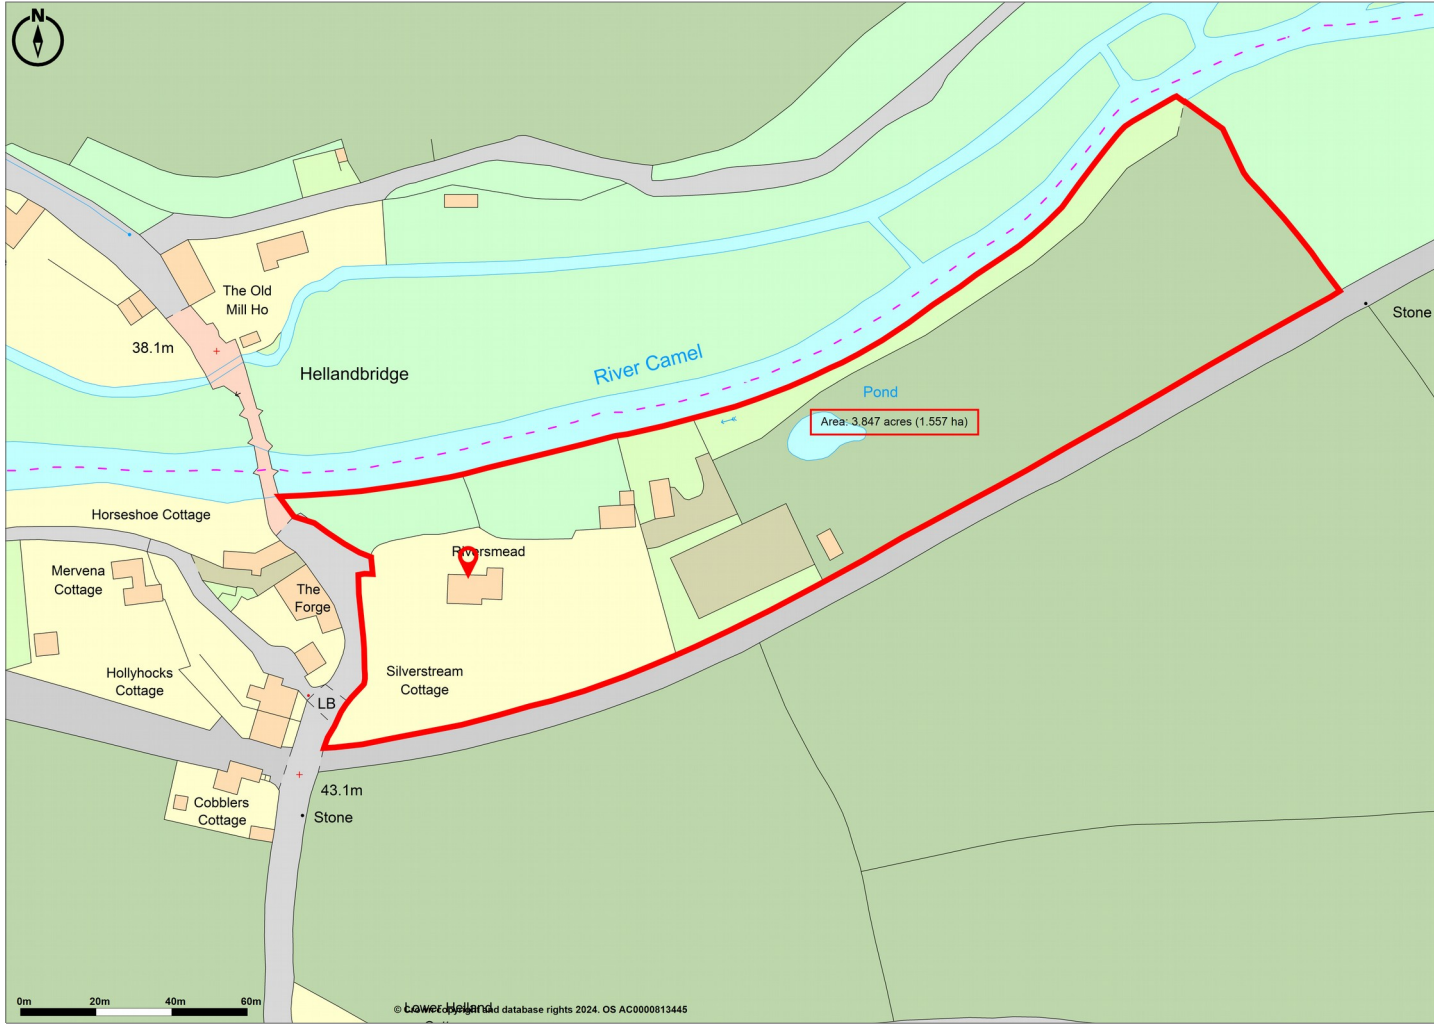 N
The Old
Mill Ho
38.1m
Hellandbridge
River Camel
Stone
Pond
Area: 3.847 acres (1.557 ha)
Horseshoe Cottage
Riversmead
Mervena
Cottage
The
Forge
Hollyhocks
Cottage
Silverstream
Cottage
LB
43.1m
Cobblers
Cottage
Stone
0m 20m 40m 60m
Lower Helland
© Crown copyright and database rights 2024. OS AC0000813445